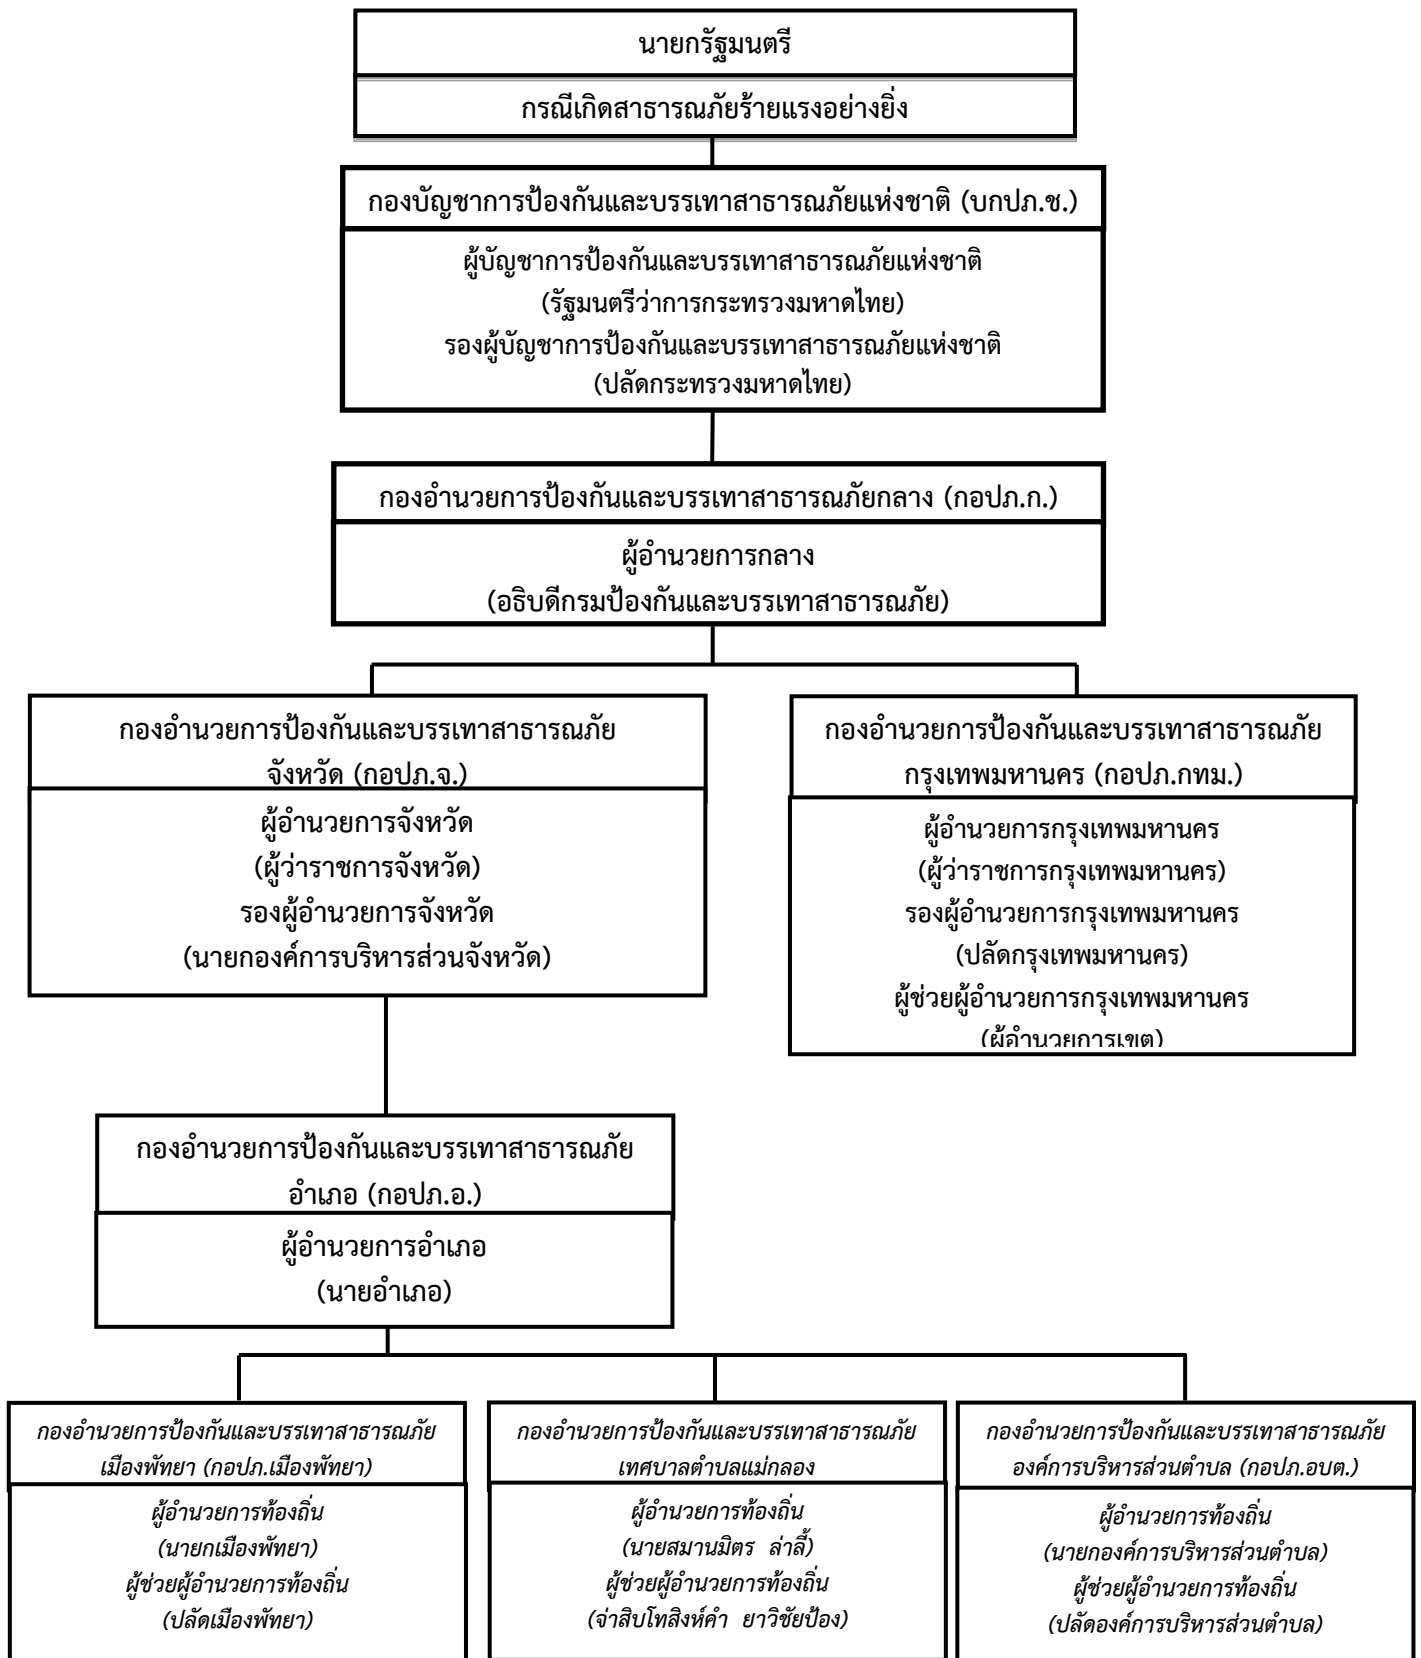 นายกรัฐมนตรี
กรณีเกิดสาธารณภัยร้ายแรงอย่างยิ่ง
กองบัญชาการป้องกันและบรรเทาสาธารณภัยแห่งชาติ (บกปภ.ช.)
ผู้บัญชาการป้องกันและบรรเทาสาธารณภัยแห่งชาติ
(รัฐมนตรีว่าการกระทรวงมหาดไทย)
รองผู้บัญชาการป้องกันและบรรเทาสาธารณภัยแห่งชาติ
(ปลัดกระทรวงมหาดไทย)
กองอำนวยการป้องกันและบรรเทาสาธารณภัยกลาง (กอปภ.ก.)
ผู้อำนวยการกลาง
(อธิบดีกรมป้องกันและบรรเทาสาธารณภัย)
กองอำนวยการป้องกันและบรรเทาสาธารณภัย
จังหวัด (กอปภ.จ.)
ผู้อำนวยการจังหวัด
(ผู้ว่าราชการจังหวัด)
รองผู้อำนวยการจังหวัด
(นายกองค์การบริหารส่วนจังหวัด)
กองอำนวยการป้องกันและบรรเทาสาธารณภัย
กรุงเทพมหานคร (กอปภ.กทม.)
ผู้อำนวยการกรุงเทพมหานคร
(ผู้ว่าราชการกรุงเทพมหานคร)
รองผู้อำนวยการกรุงเทพมหานคร
(ปลัดกรุงเทพมหานคร)
ผู้ช่วยผู้อำนวยการกรุงเทพมหานคร
(ผู้อำนวยการเขต)
กองอำนวยการป้องกันและบรรเทาสาธารณภัย
อำเภอ (กอปภ.อ.)
ผู้อำนวยการอำเภอ
(นายอำเภอ)
กองอำนวยการป้องกันและบรรเทาสาธารณภัย
เมืองพัทยา (กอปภ.เมืองพัทยา)
ผู้อำนวยการท้องถิ่น
(นายกเมืองพัทยา)
ผู้ช่วยผู้อำนวยการท้องถิ่น
(ปลัดเมืองพัทยา)
กองอำนวยการป้องกันและบรรเทาสาธารณภัย
เทศบาลตำบลแม่กลอง
ผู้อำนวยการท้องถิ่น
(นายสมานมิตร ล่าลี้)
ผู้ช่วยผู้อำนวยการท้องถิ่น
(จ่าสิบโทสิงห์คำ ยาวิชัยป้อง)
กองอำนวยการป้องกันและบรรเทาสาธารณภัย
องค์การบริหารส่วนตำบล (กอปภ.อบต.)
ผู้อำนวยการท้องถิ่น
(นายกองค์การบริหารส่วนตำบล)
ผู้ช่วยผู้อำนวยการท้องถิ่น
(ปลัดองค์การบริหารส่วนตำบล)